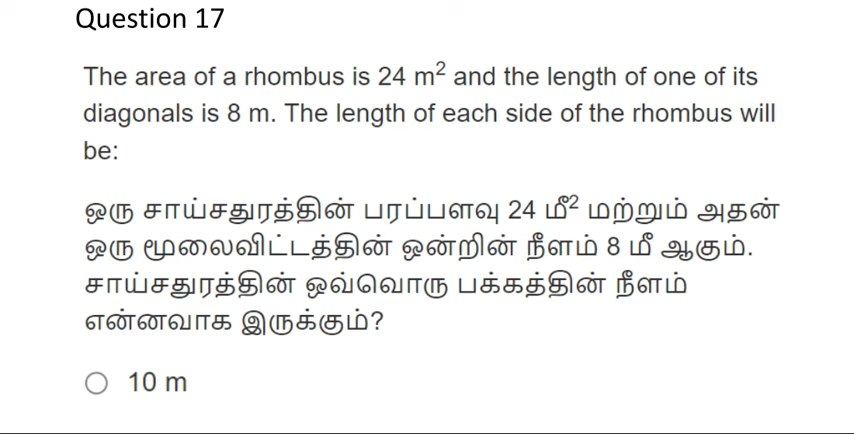 Question 17
The area of a rhombus is 24 m² and the length of one of its
diagonals is 8 m. The length of each side of the rhombus will
be:
ஒரு சாய்சதுரத்தின் பரப்பளவு 24 மீ² மற்றும் அதன்
ஒரு மூலைவிட்டத்தின் ஒன்றின் நீளம் 8 மீ ஆகும்.
சாய்சதுரத்தின் ஒவ்வொரு பக்கத்தின் நீளம்
என்னவாக இருக்கும்?
10 m